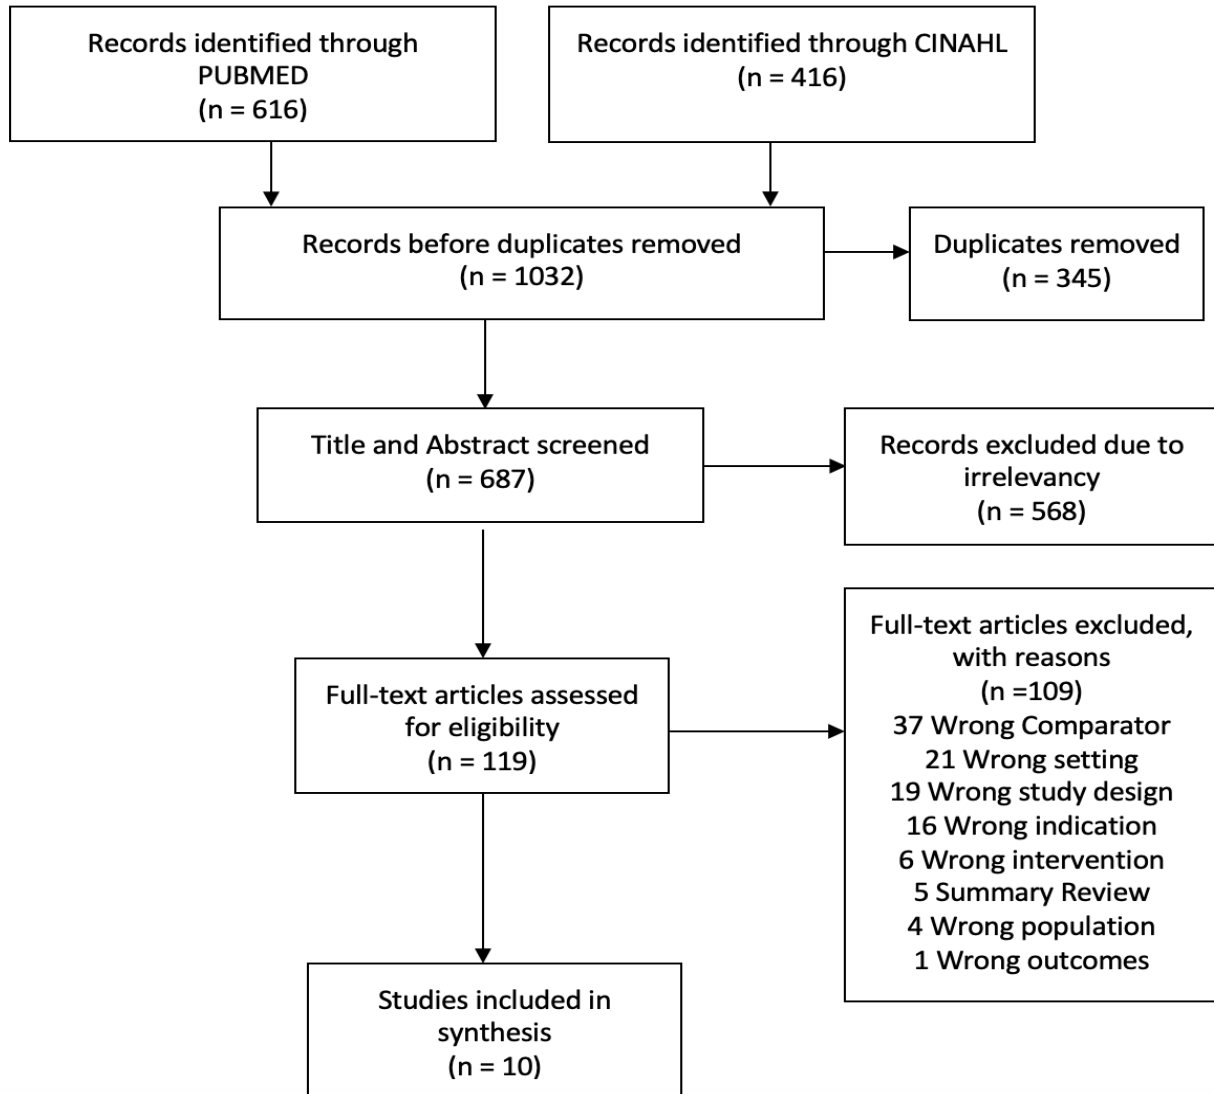 Records identified through
PUBMED
(n = 616)
Records identified through CINAHL
(n = 416)
Records before duplicates removed
(n = 1032)
Duplicates removed
(n = 345)
Title and Abstract screened
(n = 687)
Records excluded due to
irrelevancy
(n = 568)
Full-text articles assessed
for eligibility
(n = 119)
Full-text articles excluded,
with reasons
(n =109)
37 Wrong Comparator
21 Wrong setting
19 Wrong study design
16 Wrong indication
6 Wrong intervention
5 Summary Review
4 Wrong population
1 Wrong outcomes
Studies included in
synthesis
(n = 10)